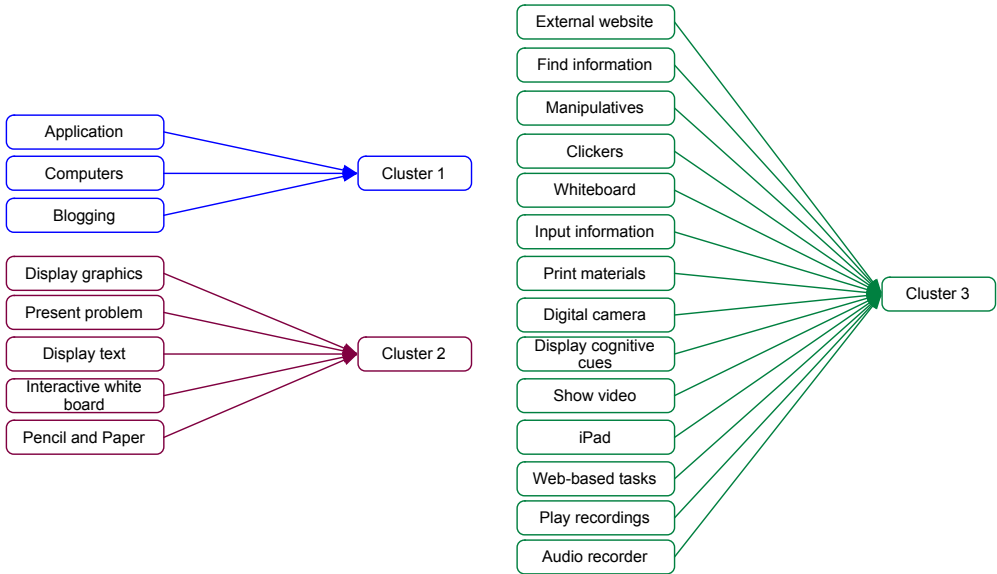 Application
Computers
Blogging
Cluster 1
Display graphics
Present problem
Display text
Interactive white
board
Pencil and Paper
Cluster 2
External website
Find information
Manipulatives
Clickers
Whiteboard
Input information
Print materials
Digital camera
Display cognitive
cues
Show video
iPad
Web-based tasks
Play recordings
Audio recorder
Cluster 3